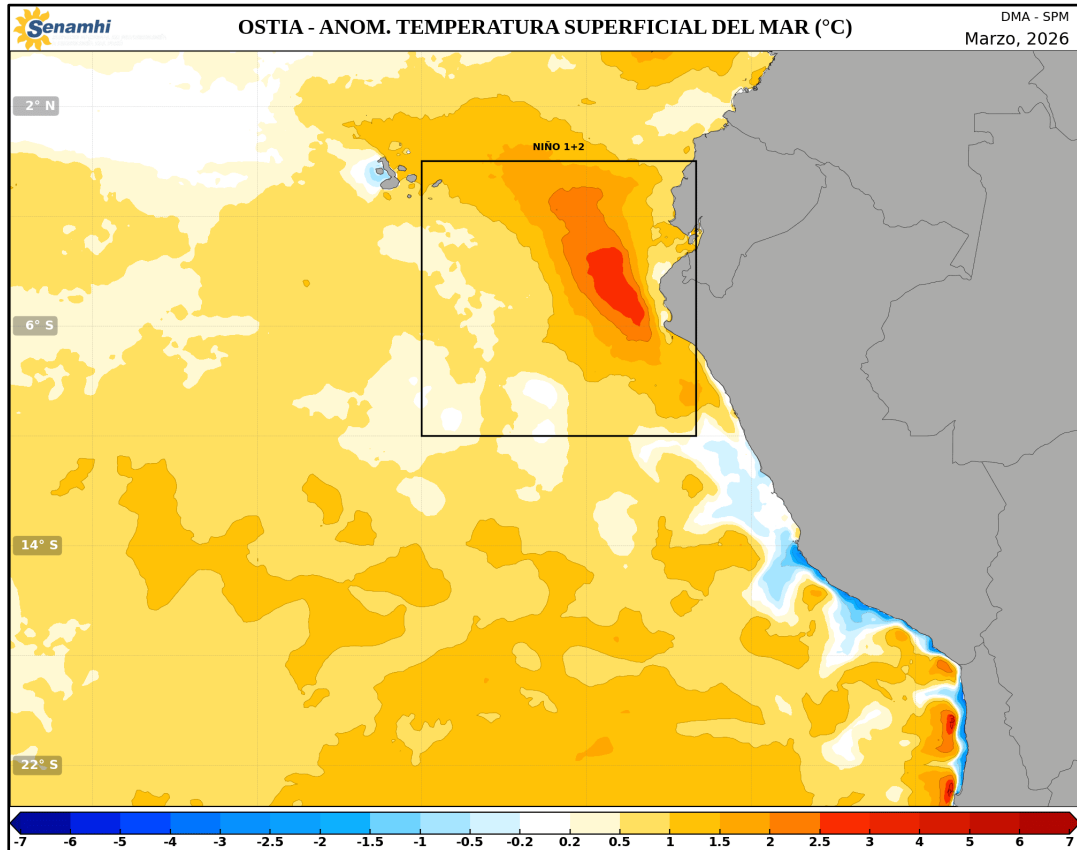 Senamhi
OSTIA - ANOM. TEMPERATURA SUPERFICIAL DEL MAR (°C)
DMA - SPM
Marzo, 2026
2° N
NIÑO 1+2
6° S
14° S
22° S
-7 -6 -5 -4 -3 -2.5 -2 -1.5 -1 -0.5 -0.2 0.2 0.5 1 1.5 2 2.5 3 4 5 6 7